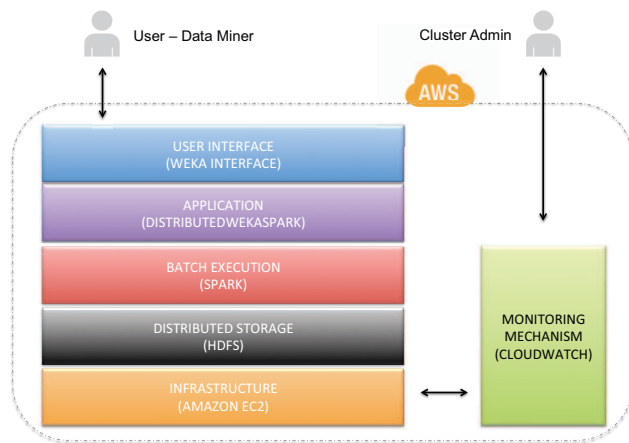 User – Data Miner
Cluster Admin
AWS
USER INTERFACE
(WEKA INTERFACE)
APPLICATION
(DISTRIBUTEDWEKASPARK)
BATCH EXECUTION
(SPARK)
DISTRIBUTED STORAGE
(HDFS)
INFRASTRUCTURE
(AMAZON EC2)
MONITORING
MECHANISM
(CLOUDWATCH)